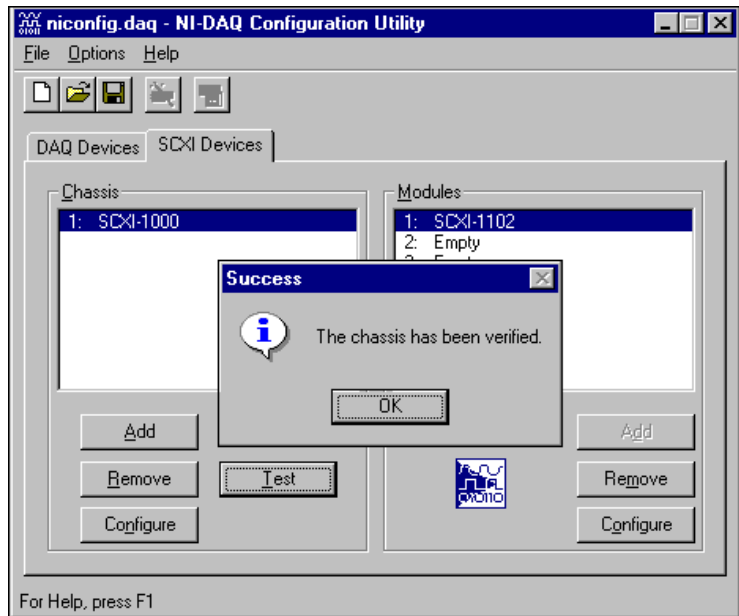 niconfig.daq - NI-DAQ Configuration Utility
File Options Help
DAQ Devices SCXI Devices
Chassis Modules
1: SCXI-1000
1: SCXI-1102
2: Empty
Success
The chassis has been verified.
OK
Add Add
Remove Test Remove
Configure Configure
For Help, press F1